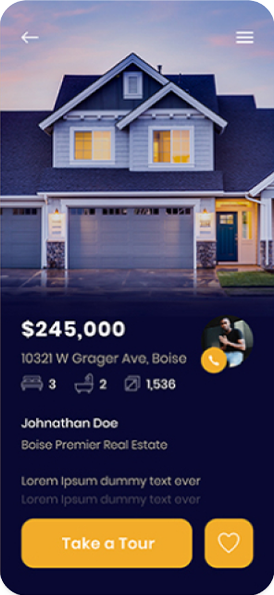 $245,000
10321 W Grager Ave, Boise
3 2 1,536
Johnathan Doe
Boise Premier Real Estate
Lorem Ipsum dummy text ever
Lorem Ipsum dummy text ever
Take a Tour